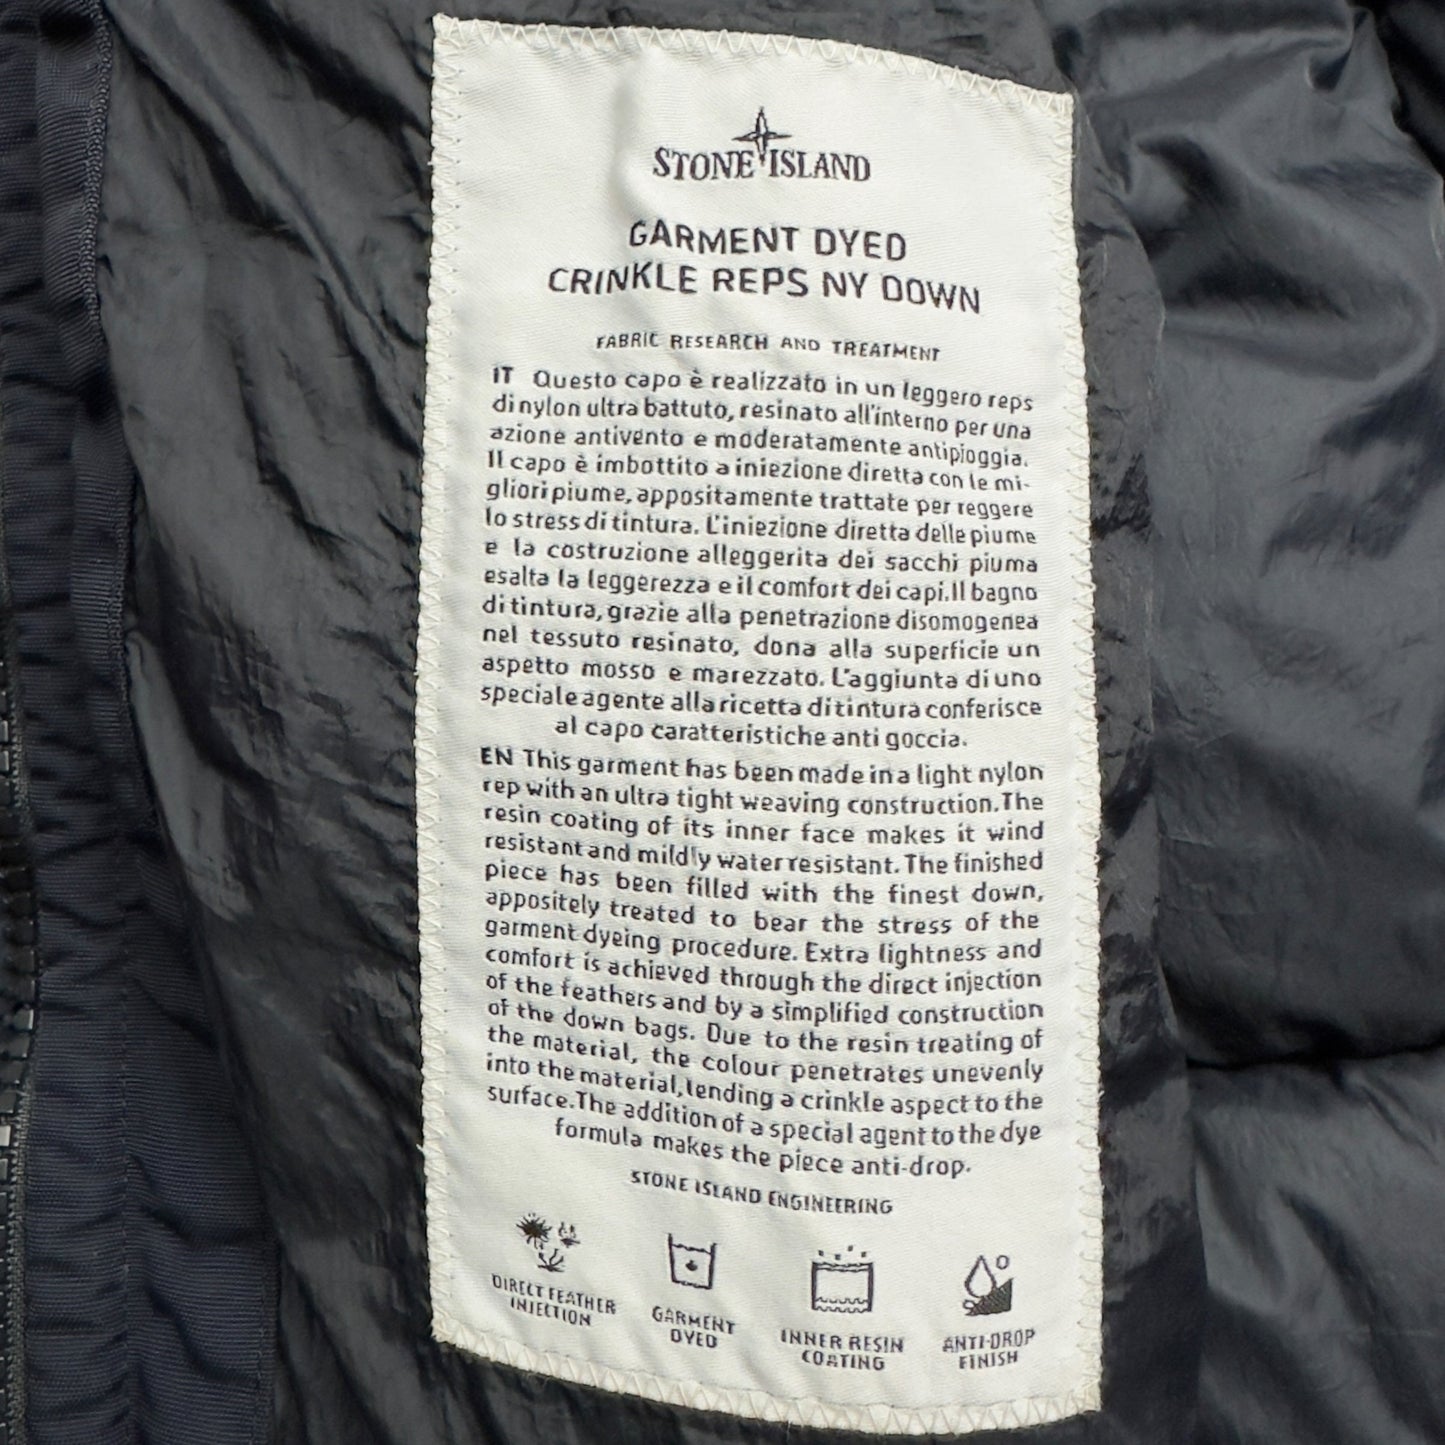 STONE ISLAND
GARMENT DYED
CRINKLE REPS NY DOWN
FABRIC RESEARCH AND TREATMENT
IT Questo capo è realizzato in un leggero reps
di nylon ultra battuto, resinato all'interno per una
azione antivento e moderatamente antipioggia.
Il capo è imbottito a iniezione diretta con le mi-
gliori piume, appositamente trattate per reggere
lo stress di tintura. L'iniezione diretta delle piume
e la costruzione alleggerita dei sacchi piuma
esalta la leggerezza e il comfort dei capi. Il bagno
di tintura, grazie alla penetrazione disomogenea
nel tessuto resinato, dona alla superficie un
aspetto mosso e marezzato. L'aggiunta di uno
speciale agente alla ricetta di tintura conferisce
al capo caratteristiche anti goccia.
EN This garment has been made in a light nylon
rep with an ultra tight weaving construction. The
resin coating of its inner face makes it wind
resistant and mildly water resistant. The finished
piece has been filled with the finest down,
appositely treated to bear the stress of the
garment dyeing procedure. Extra lightness and
comfort is achieved through the direct injection
of the feathers and by a simplified construction
of the down bags. Due to the resin treating of
the material, the colour penetrates unevenly
into the material, lending a crinkle aspect to the
surface. The addition of a special agent to the dye
formula makes the piece anti-drop.
STONE ISLAND ENGINEERING
DIRECT FEATHER
INJECTION
GARMENT
DYED
INNER RESIN
COATING
ANTI-DROP
FINISH